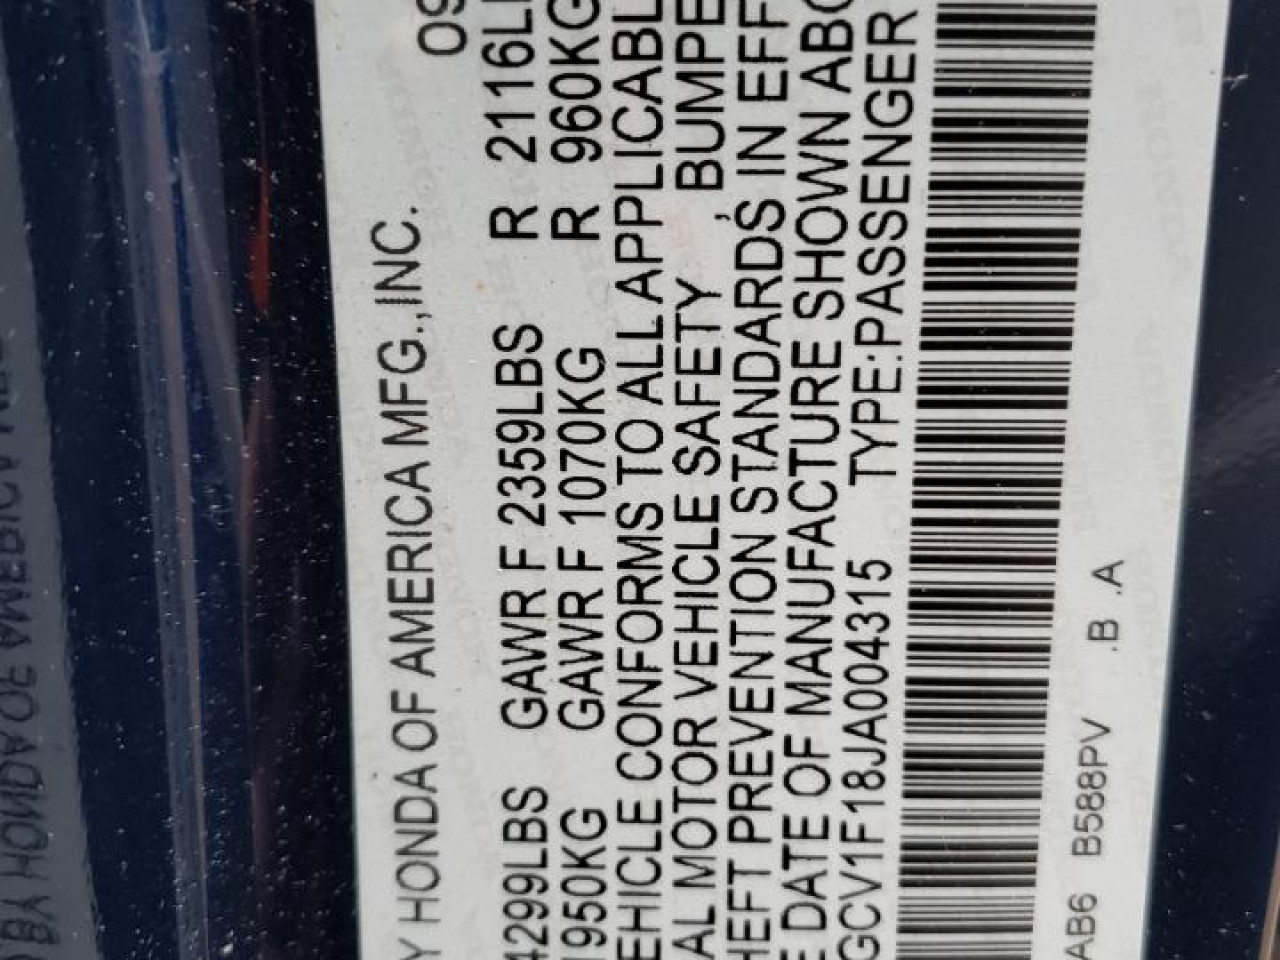 Y HONDA OF AMERICA MFG.,INC. 09
4299LBS GAWR F 2359LBS R 2116L
1950KG GAWR F 1070KG R 960KG
EHICLE CONFORMS TO ALL APPLICABL
AL MOTOR VEHICLE SAFETY, BUMPE
HEFT PREVENTION STANDARDS IN EFF
E DATE OF MANUFACTURE SHOWN ABO
GCV1F18JA004315 TYPE:PASSENGER
AB6 B588PV .B .A